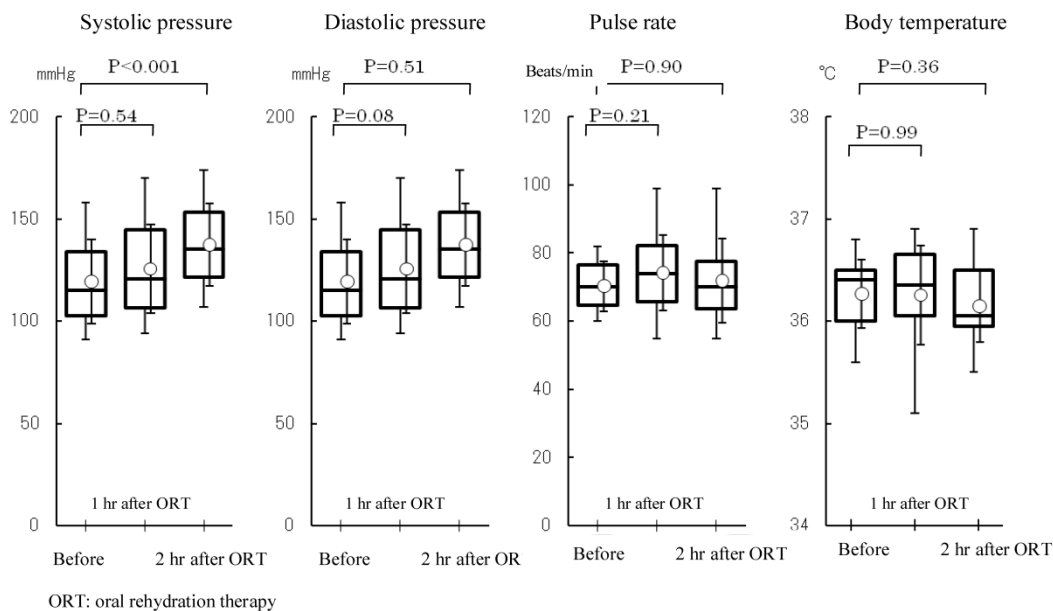 Systolic pressure
mmHg
P<0.001
P=0.54
200
150
100
50
0
1 hr after ORT
Before
2 hr after ORT
Diastolic pressure
mmHg
P=0.51
P=0.08
200
150
100
50
0
1 hr after ORT
Before
2 hr after OR
Pulse rate
Beats/min
P=0.90
P=0.21
120
100
80
60
40
20
0
1 hr after ORT
Before
2 hr after ORT
Body temperature
℃
P=0.36
P=0.99
38
37
36
35
34
1 hr after ORT
Before
2 hr after ORT
ORT: oral rehydration therapy